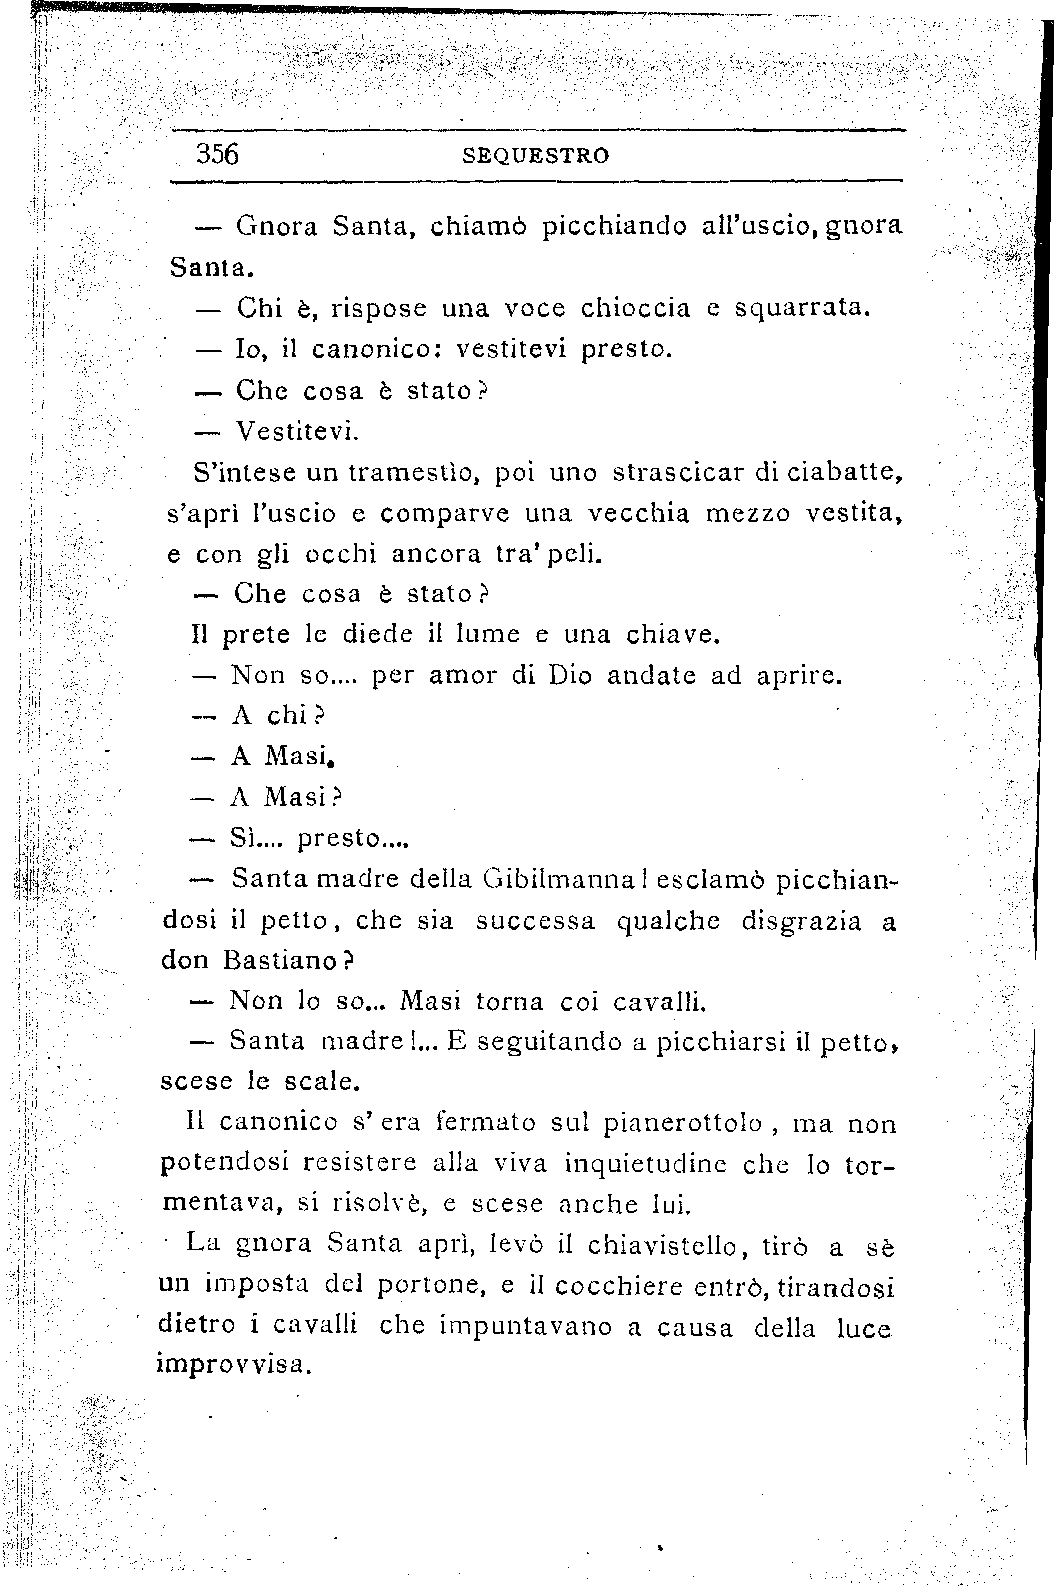 356 SEQUESTRO
— Gnora Santa, chiamò picchiando all'uscio, gnora
Santa.
— Chi è, rispose una voce chioccia e squarrata.
— Io, il canonico: vestitevi presto.
— Che cosa è stato?
— Vestitevi.
S'intese un tramestìo, poi uno strascicar di ciabatte,
s'aprì l'uscio e comparve una vecchia mezzo vestita,
e con gli occhi ancora tra' peli.
— Che cosa è stato?
Il prete le diede il lume e una chiave.
— Non so.... per amor di Dio andate ad aprire.
— A chi?
— A Masi.
— A Masi?
— Sì.... presto....
— Santa madre della Gibilmanna! esclamò picchian-
dosi il petto, che sia successa qualche disgrazia a
don Bastiano?
— Non lo so... Masi torna coi cavalli.
— Santa madre!... E seguitando a picchiarsi il petto,
scese le scale.
Il canonico s' era fermato sul pianerottolo, ma non
potendosi resistere alla viva inquietudine che lo tor-
mentava, si risolvè, e scese anche lui.
La gnora Santa aprì, levò il chiavistello, tirò a sè
un imposta del portone, e il cocchiere entrò, tirandosi
dietro i cavalli che impuntavano a causa della luce
improvvisa.